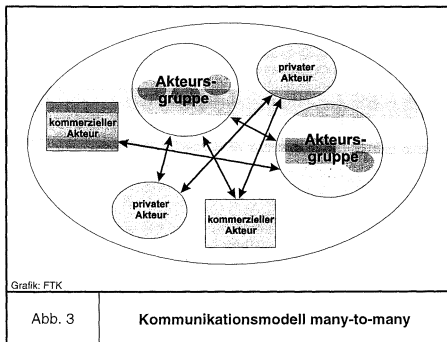 Akteurs-
gruppe
privater
Akteur
kommerzieller
Akteur
Akteurs-
gruppe
privater
Akteur
kommerzieller
Akteur
Grafik: FTK
Abb. 3
Kommunikationsmodell many-to-many